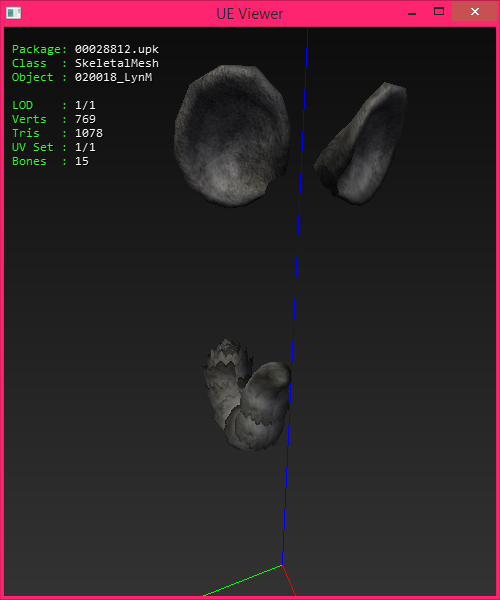 UE Viewer
Package: 00028812.upk
Class : SkeletalMesh
Object : 020018_LynM
LOD : 1/1
Verts : 769
Tris : 1078
UV Set : 1/1
Bones : 15